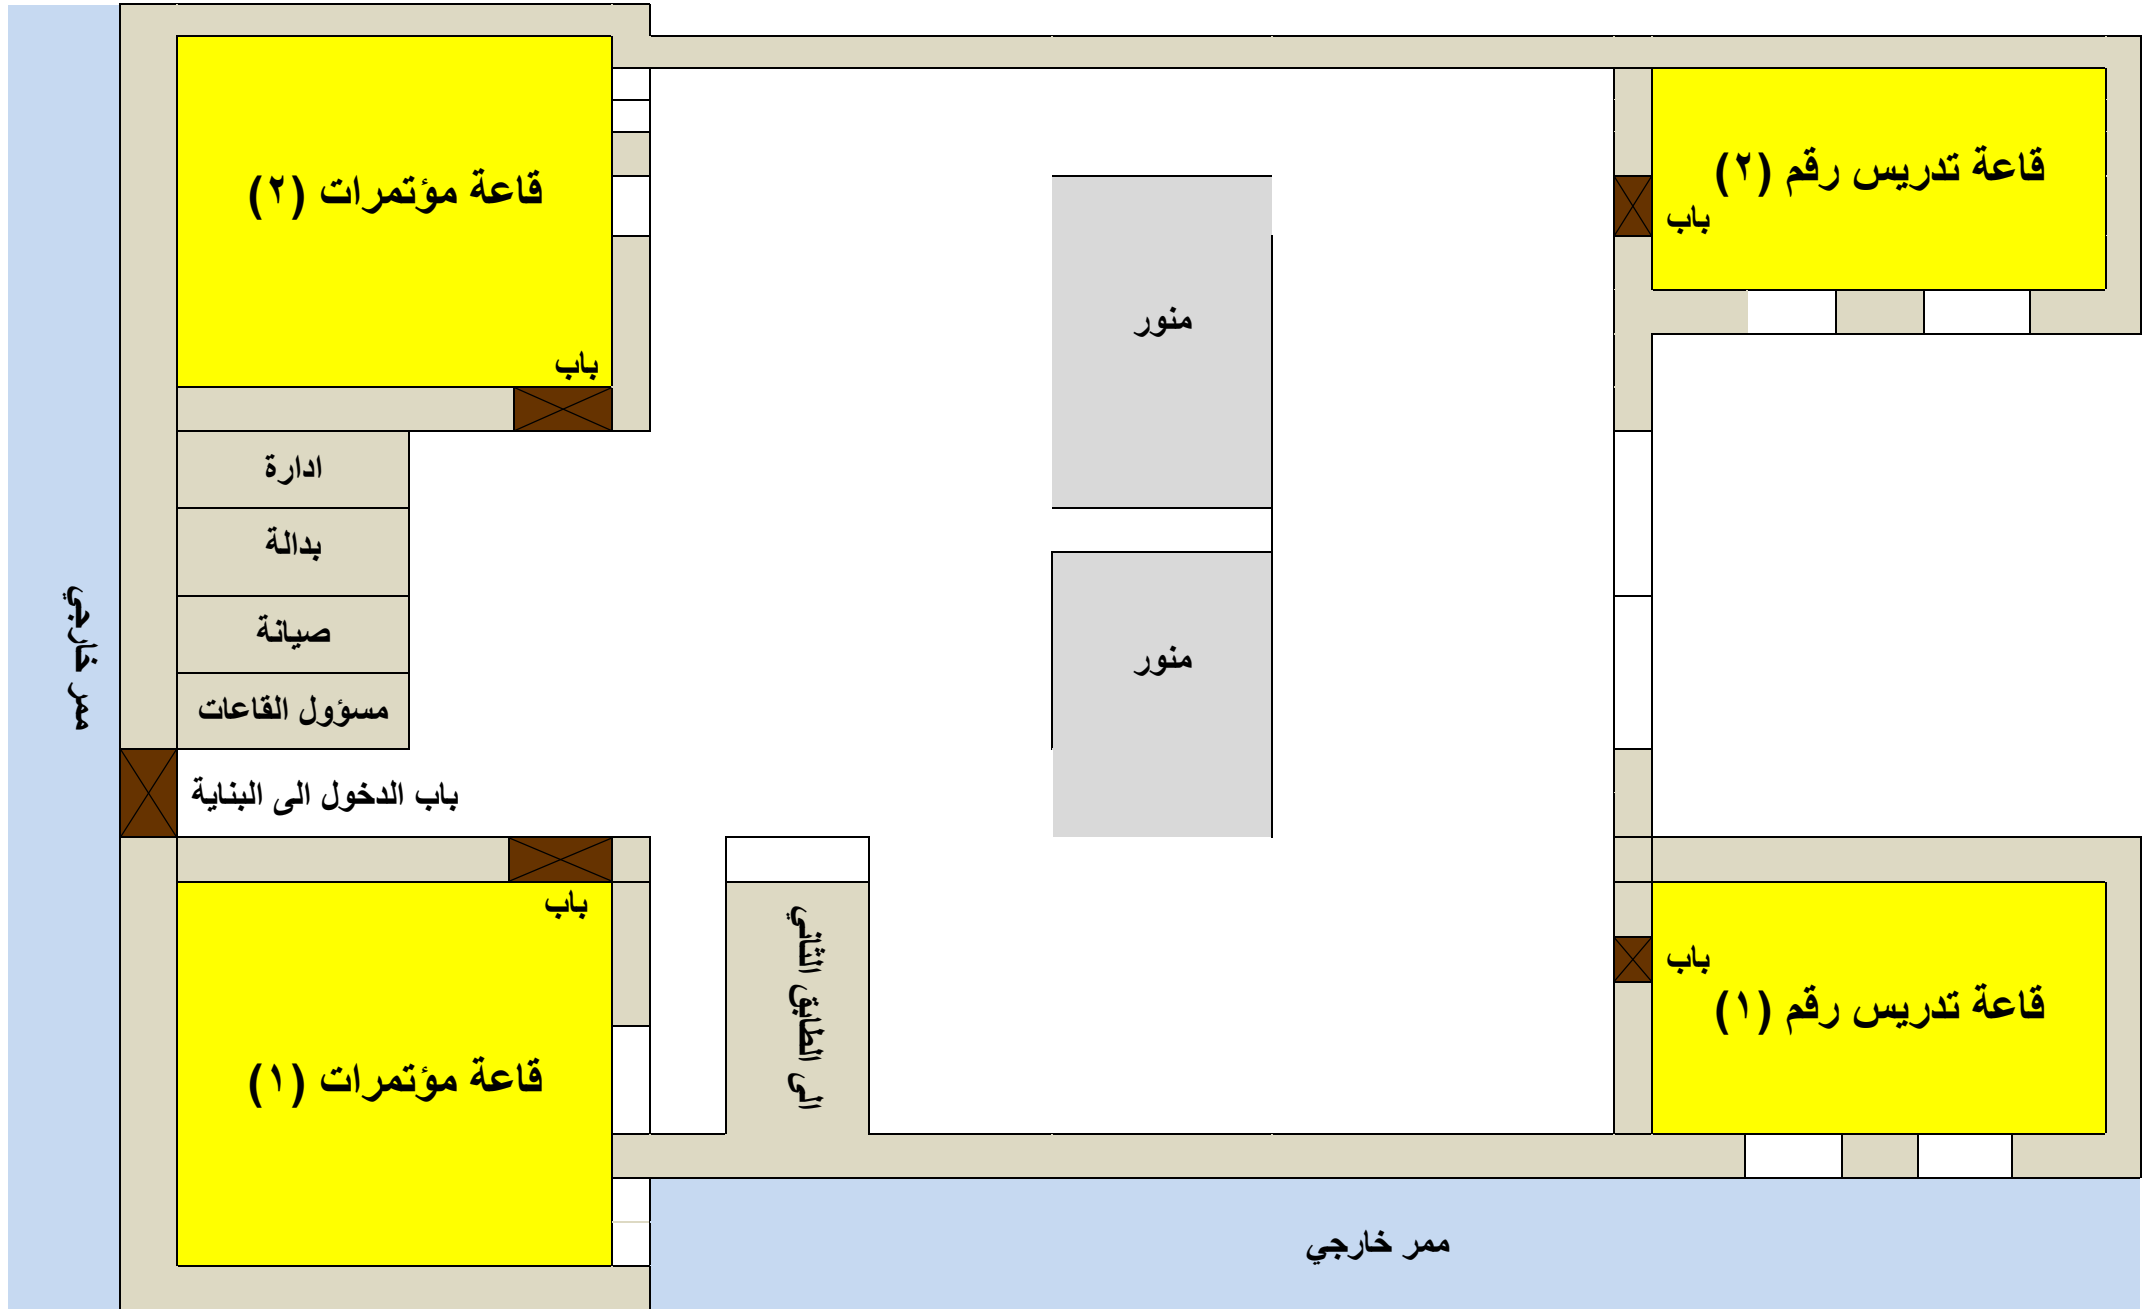 قاعة تدريس رقم (٢)
باب
قاعة مؤتمرات (٢)
باب
منور
ادارة
بدالة
صيانة
مسؤول القاعات
منور
ممر خارجي
باب الدخول الى البناية
باب
قاعة مؤتمرات (١)
الى الطابق الثاني
باب
قاعة تدريس رقم (١)
ممر خارجي